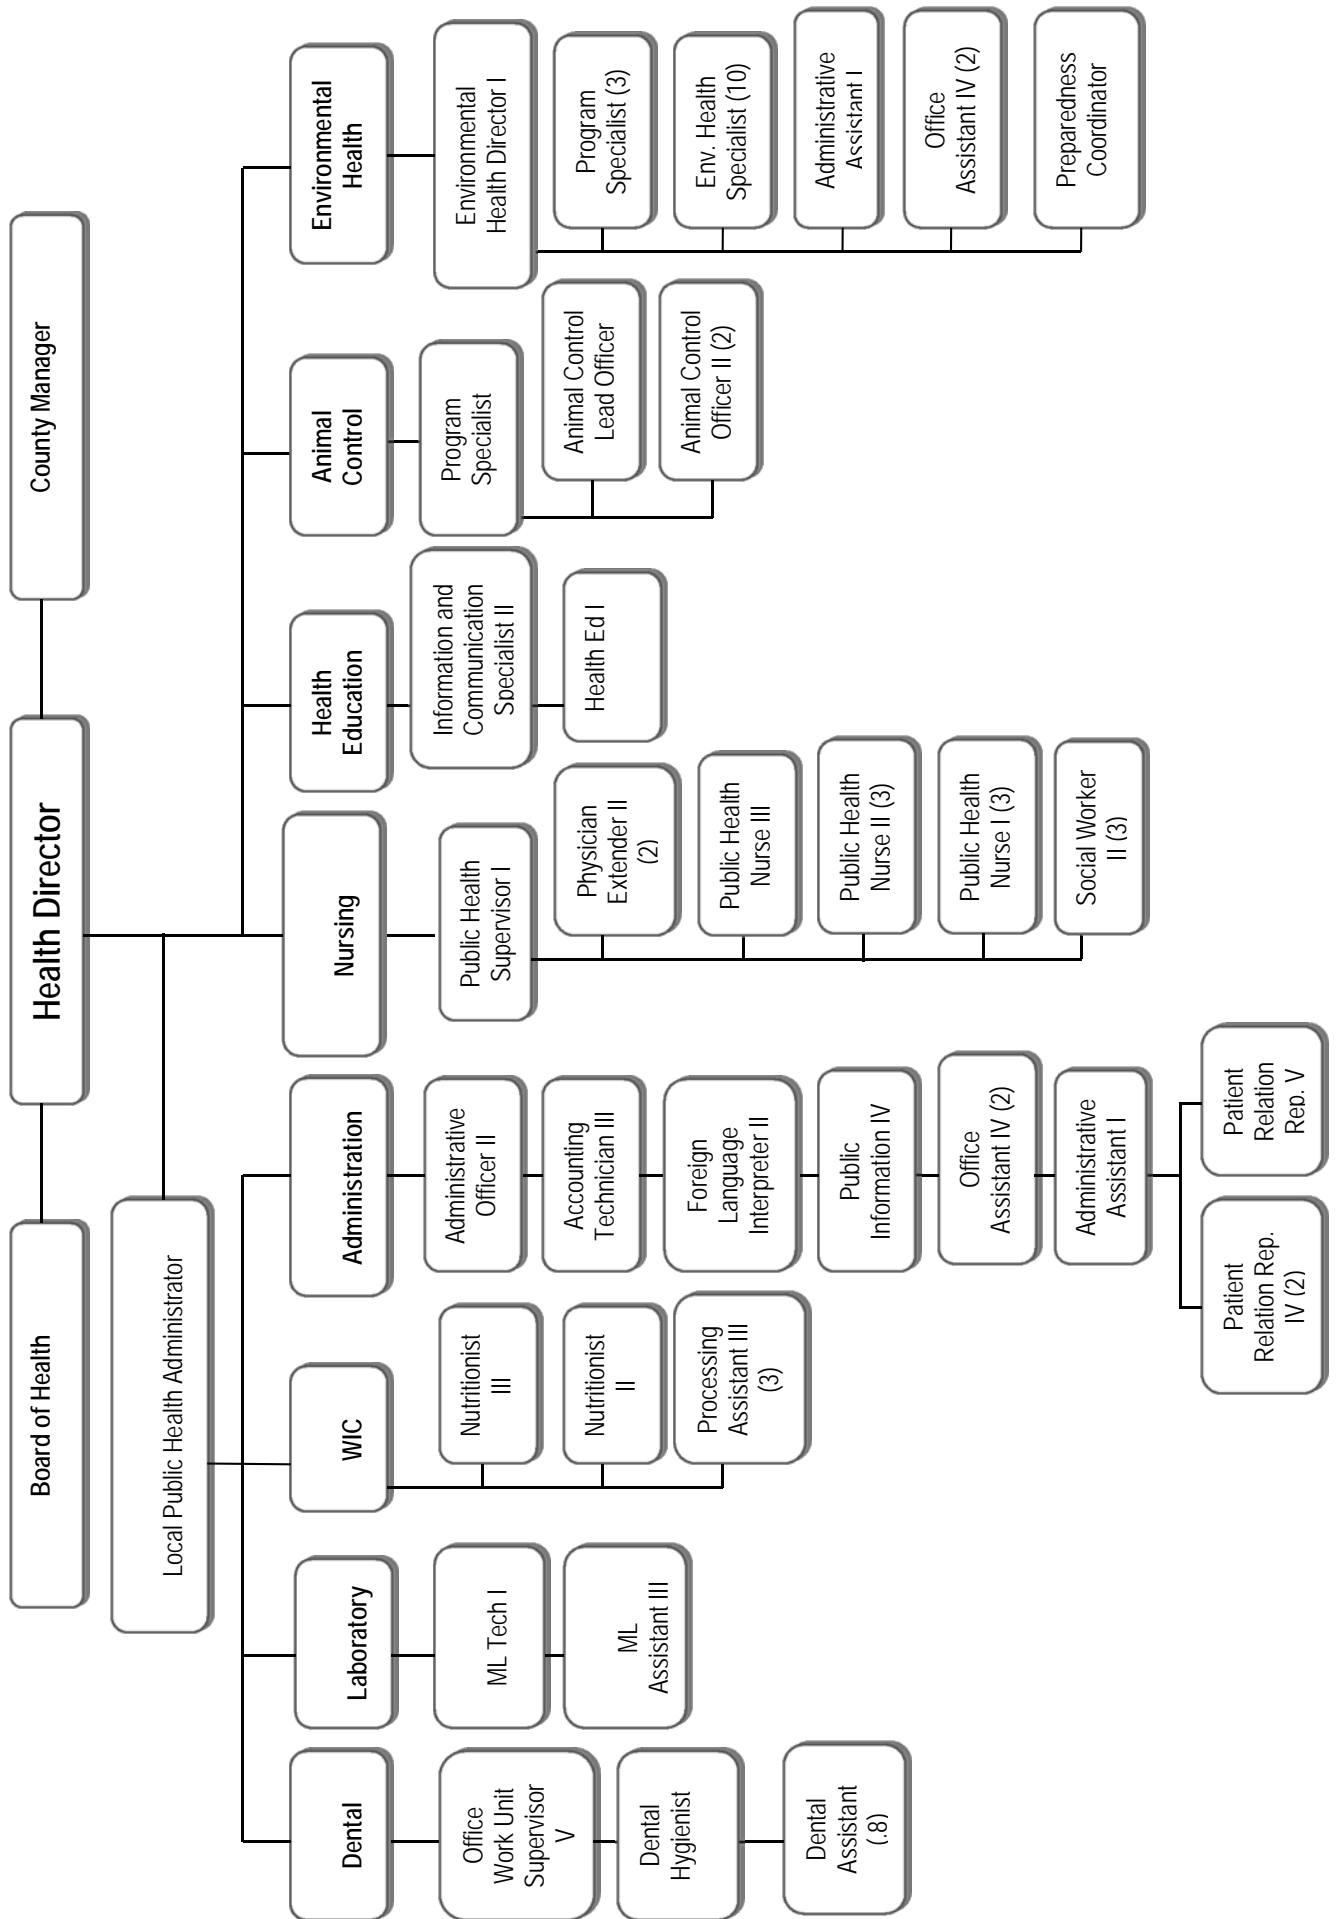 Board of Health
Health Director
County Manager
Local Public Health Administrator
Dental
Office
Work Unit
Supervisor
V
Dental
Hygienist
Dental
Assistant
(.8)
Laboratory
ML Tech I
ML
Assistant III
WIC
Nutritionist
III
Nutritionist
II
Processing
Assistant III
(3)
Administration
Administrative
Officer II
Accounting
Technician III
Foreign
Language
Interpreter II
Public
Information IV
Office
Assistant IV (2)
Administrative
Assistant I
Patient
Relation Rep.
IV (2)
Patient
Relation
Rep. V
Nursing
Public Health
Supervisor I
Physician
Extender II
(2)
Public Health
Nurse III
Public Health
Nurse II (3)
Public Health
Nurse I (3)
Social Worker
II (3)
Health
Education
Information and
Communication
Specialist II
Health Ed I
Animal
Control
Program
Specialist
Animal Control
Lead Officer
Animal Control
Officer II (2)
Environmental
Health
Environmental
Health Director I
Program
Specialist (3)
Env. Health
Specialist (10)
Administrative
Assistant I
Office
Assistant IV (2)
Preparedness
Coordinator